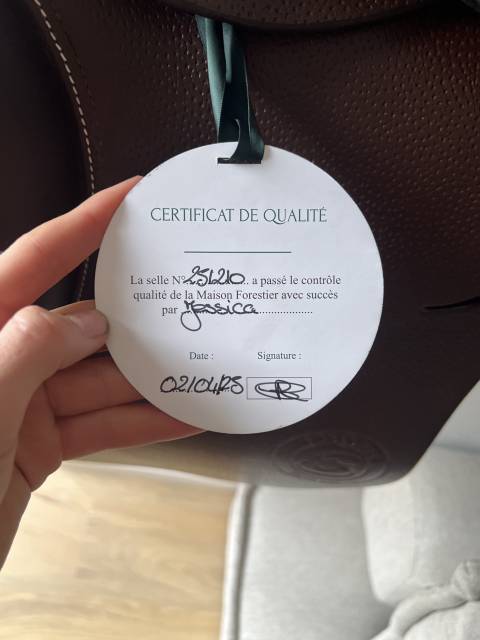 CERTIFICAT DE QUALITÉ
La selle N° 251210 a passé le contrôle
qualité de la Maison Forestier avec succès
par Jessica
Date : Signature :
02/04/25